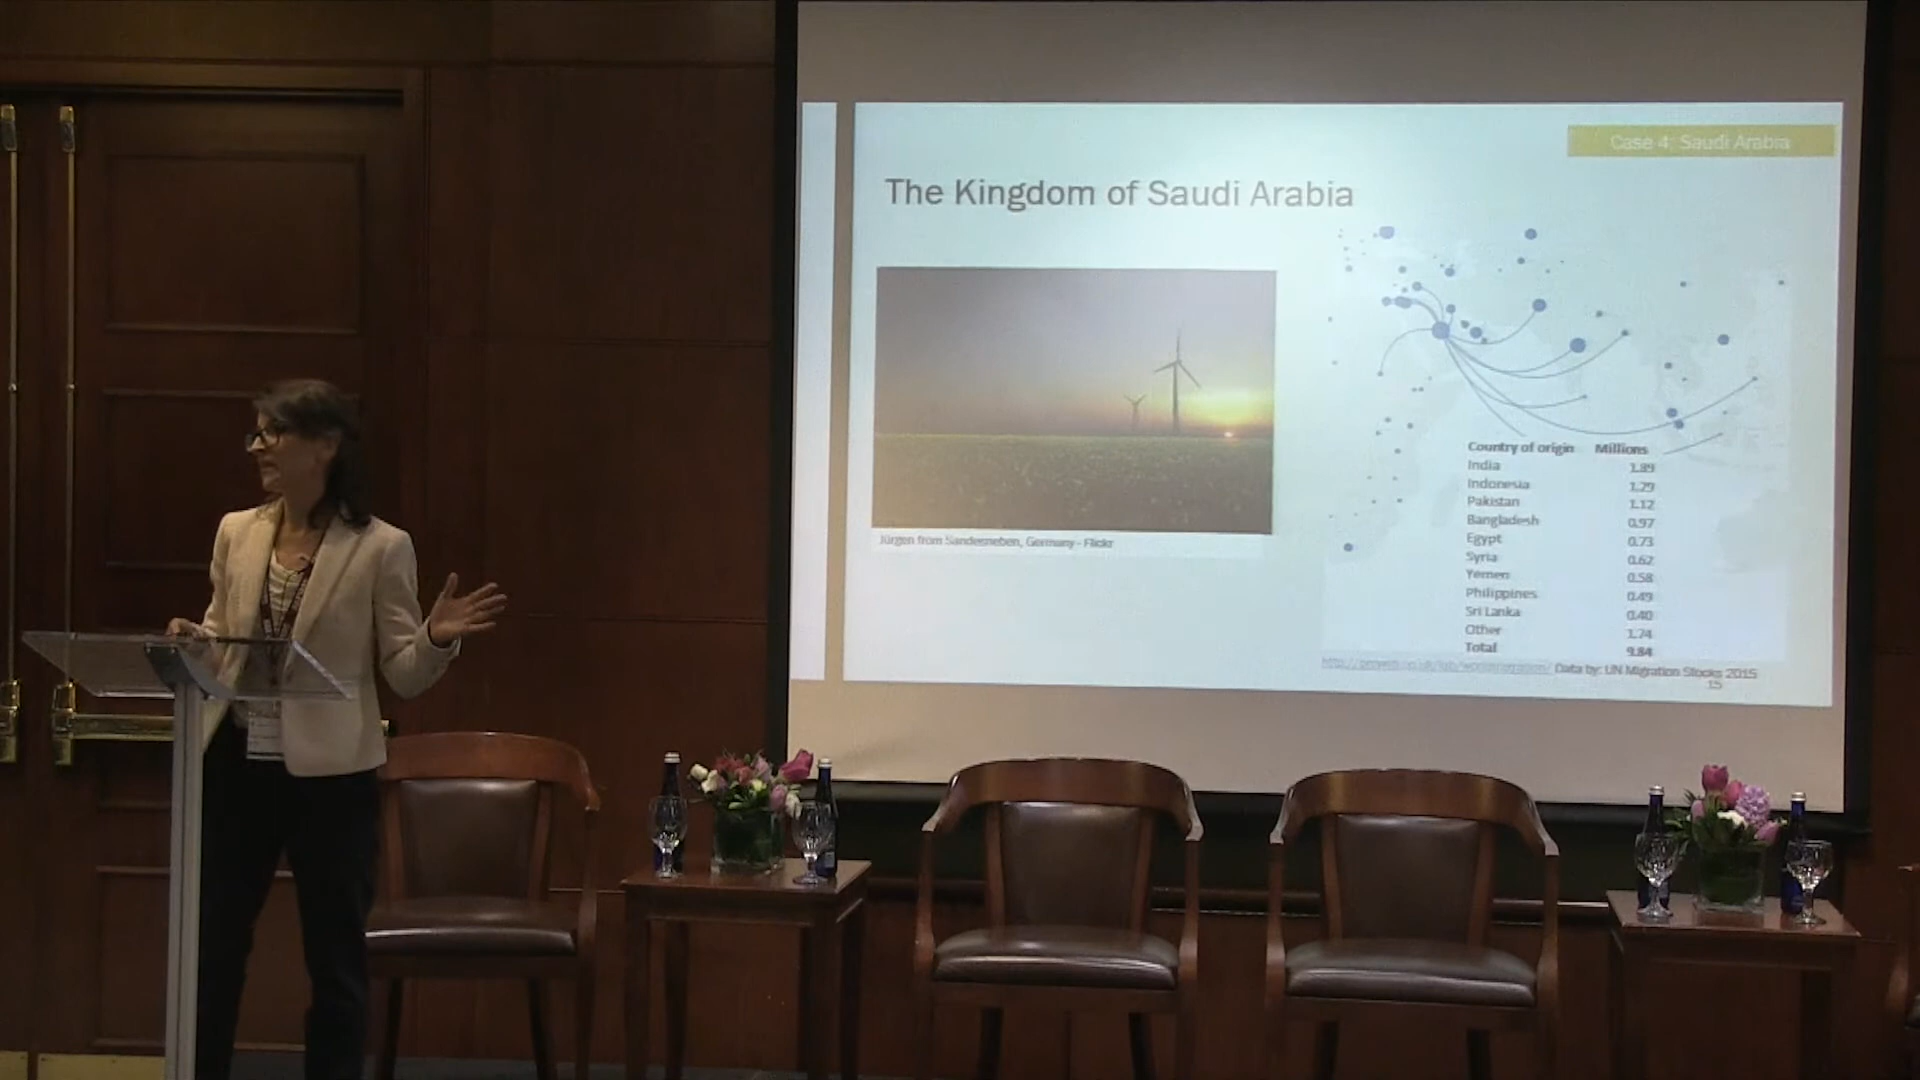 Case 4: Saudi Arabia
The Kingdom of Saudi Arabia
Jürgen from Sandesneben, Germany - Flickr
Country of origin Millions
India 1.89
Indonesia 1.29
Pakistan 1.12
Bangladesh 0.97
Egypt 0.73
Syria 0.62
Yemen 0.58
Philippines 0.49
Sri Lanka 0.40
Other 1.74
Total 9.84
Data by: UN Migration Stocks 2015
15